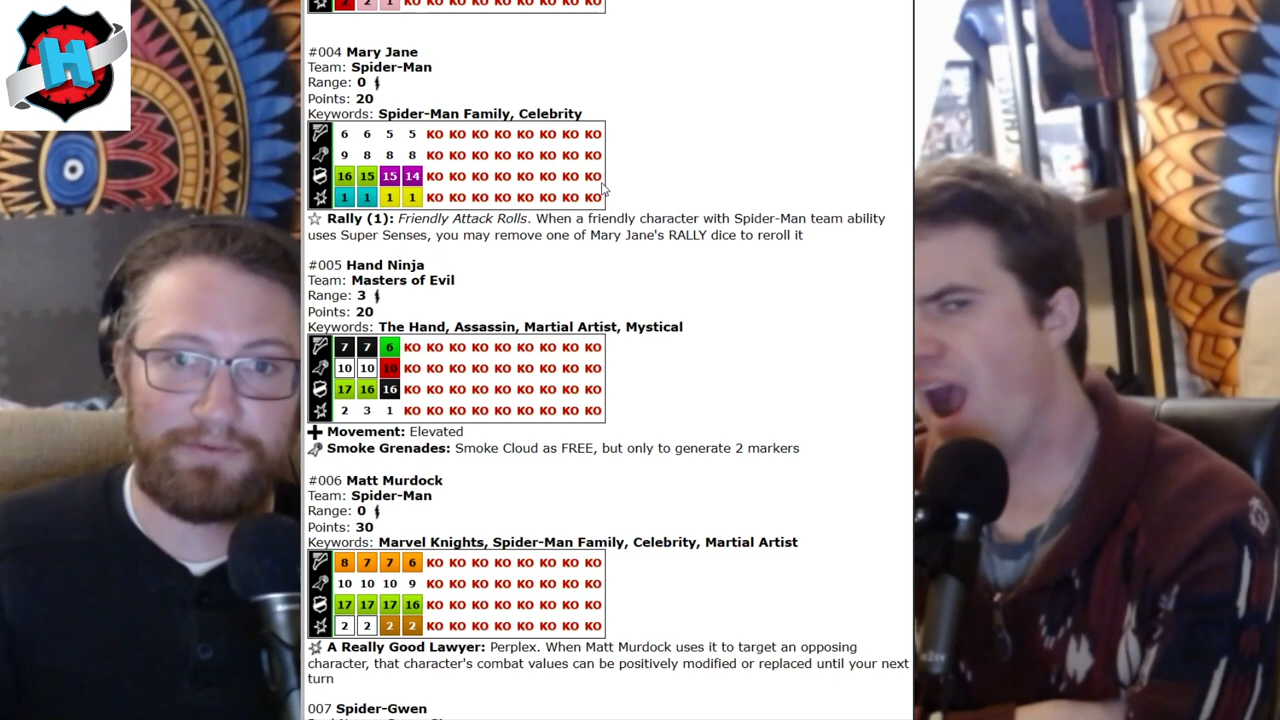 H
7 2 1 KO KO KO KO KO KO KO KO KO
#004 Mary Jane
Team: Spider-Man
Range: 0
Points: 20
Keywords: Spider-Man Family, Celebrity
6 6 5 5 KO KO KO KO KO KO KO KO
9 8 8 8 KO KO KO KO KO KO KO KO
16 15 15 14 KO KO KO KO KO KO KO KO
1 1 1 1 KO KO KO KO KO KO KO KO
☆ Rally (1): Friendly Attack Rolls. When a friendly character with Spider-Man team ability
uses Super Senses, you may remove one of Mary Jane's RALLY dice to reroll it
#005 Hand Ninja
Team: Masters of Evil
Range: 3
Points: 20
Keywords: The Hand, Assassin, Martial Artist, Mystical
7 7 6 KO KO KO KO KO KO KO KO KO
10 10 10 KO KO KO KO KO KO KO KO KO
17 16 16 KO KO KO KO KO KO KO KO KO
2 3 1 KO KO KO KO KO KO KO KO KO
Movement: Elevated
Smoke Grenades: Smoke Cloud as FREE, but only to generate 2 markers
#006 Matt Murdock
Team: Spider-Man
Range: 0
Points: 30
Keywords: Marvel Knights, Spider-Man Family, Celebrity, Martial Artist
8 7 7 6 KO KO KO KO KO KO KO KO
10 10 10 9 KO KO KO KO KO KO KO KO
17 17 17 16 KO KO KO KO KO KO KO KO
2 2 2 2 KO KO KO KO KO KO KO KO
A Really Good Lawyer: Perplex. When Matt Murdock uses it to target an opposing
character, that character's combat values can be positively modified or replaced until your next
turn
007 Spider-Gwen